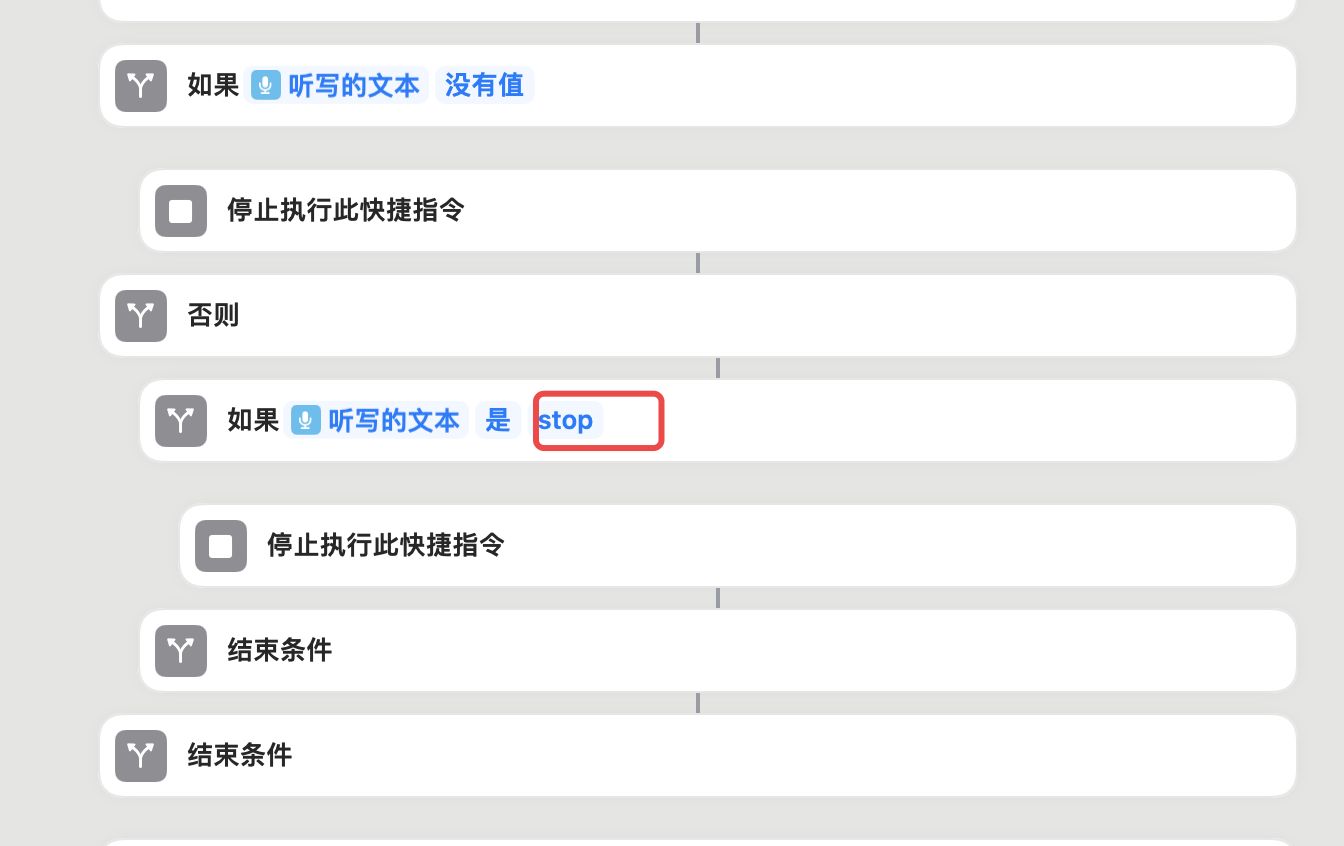 如果 听写的文本 没有值
停止执行此快捷指令
否则
如果 听写的文本 是 stop
停止执行此快捷指令
结束条件
结束条件